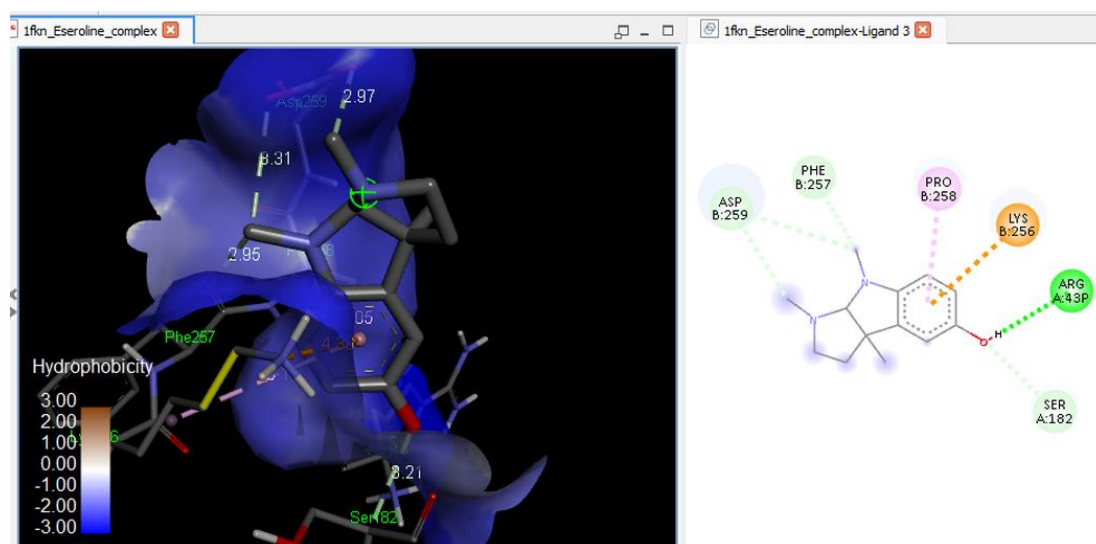 1fkn_Eseroline_complex
1fkn_Eseroline_complex-Ligand 3
Asp259
2.97
3.31
2.95
Phe257
Hydrophobicity
3.00
2.00
1.00
0.00
-1.00
-2.00
-3.00
3.21
Ser182
PHE
B:257
ASP
B:259
PRO
B:258
LYS
B:256
ARG
A:43P
SER
A:182
N
N
H
O